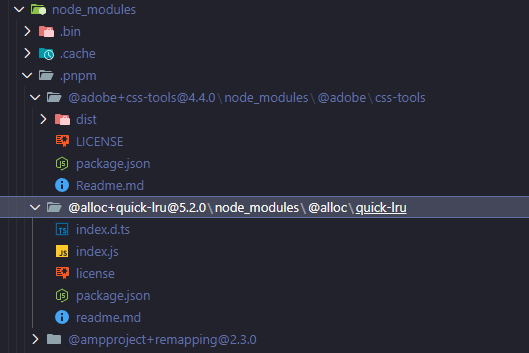 node_modules
.bin
.cache
.pnpm
@adobe+css-tools@4.4.0\node_modules\@adobe\css-tools
dist
LICENSE
package.json
Readme.md
@alloc+quick-lru@5.2.0\node_modules\@alloc\quick-lru
TS index.d.ts
JS index.js
license
package.json
readme.md
@ampproject+remapping@2.3.0